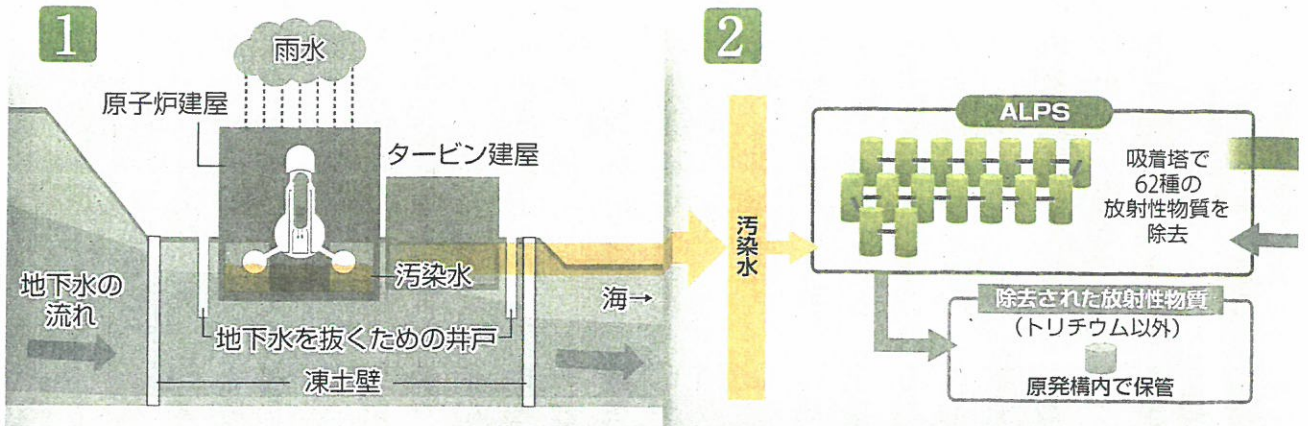 1
雨水
原子炉建屋
タービン建屋
汚染水
地下水の
流れ
海→
地下水を抜くための井戸
凍土壁
2
汚染水
ALPS
吸着塔で
62種の
放射性物質を
除去
除去された放射性物質
(トリチウム以外)
原発構内で保管